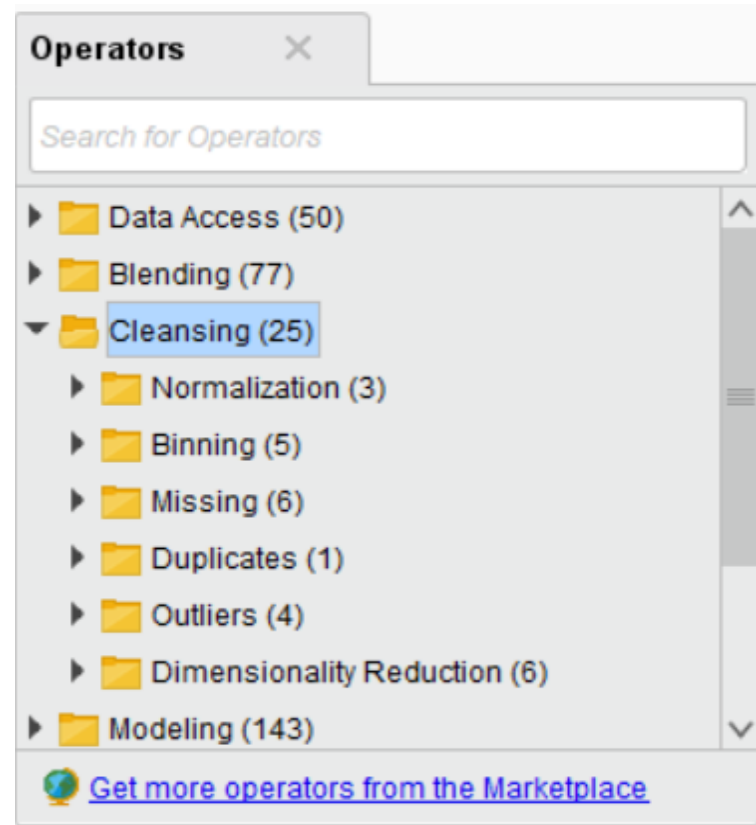 Operators
Search for Operators
Data Access (50)
Blending (77)
Cleansing (25)
Normalization (3)
Binning (5)
Missing (6)
Duplicates (1)
Outliers (4)
Dimensionality Reduction (6)
Modeling (143)
Get more operators from the Marketplace